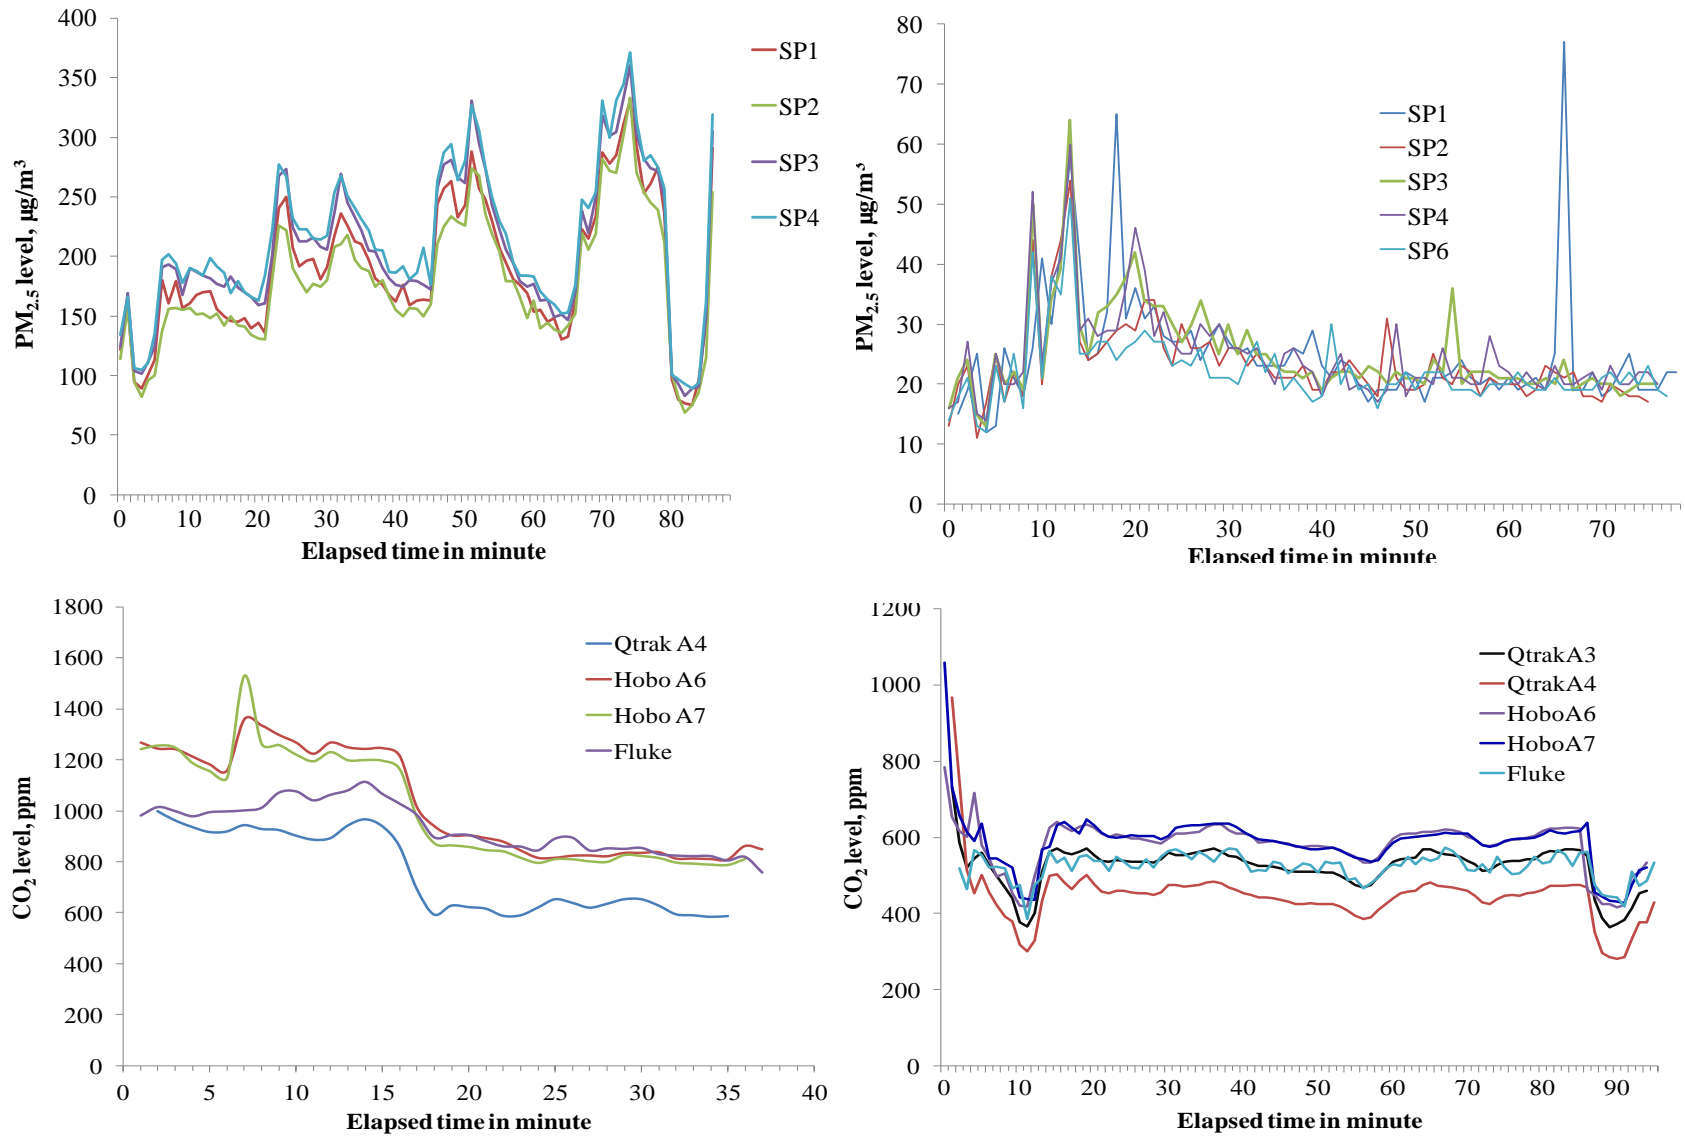 400
350
300
250
200
150
100
50
0
PM2.5 level, µg/m³
0 10 20 30 40 50 60 70 80
Elapsed time in minute
SP1
SP2
SP3
SP4
80
70
60
50
40
30
20
10
0
PM2.5 level, µg/m³
0 10 20 30 40 50 60 70
Elapsed time in minute
SP1
SP2
SP3
SP4
SP6
1800
1600
1400
1200
1000
800
600
400
200
0
CO2 level, ppm
0 5 10 15 20 25 30 35 40
Elapsed time in minute
Qtrak A4
Hobo A6
Hobo A7
Fluke
1200
1000
800
600
400
200
0
CO2 level, ppm
0 10 20 30 40 50 60 70 80 90
Elapsed time in minute
QtrakA3
QtrakA4
HoboA6
HoboA7
Fluke